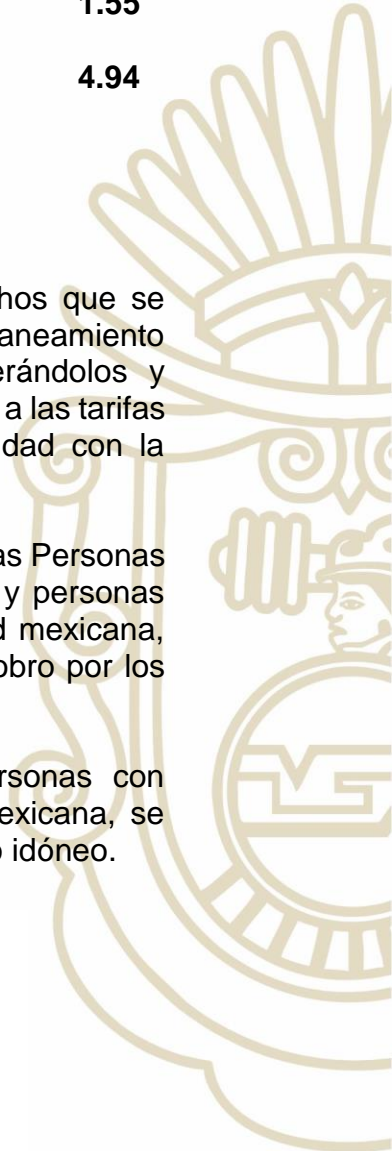 1.55
4.94
hos que se
aneamiento
erándolos y
a las tarifas
dad con la
as Personas
y personas
d mexicana,
obro por los
rsonas con
exicana, se
o idóneo.